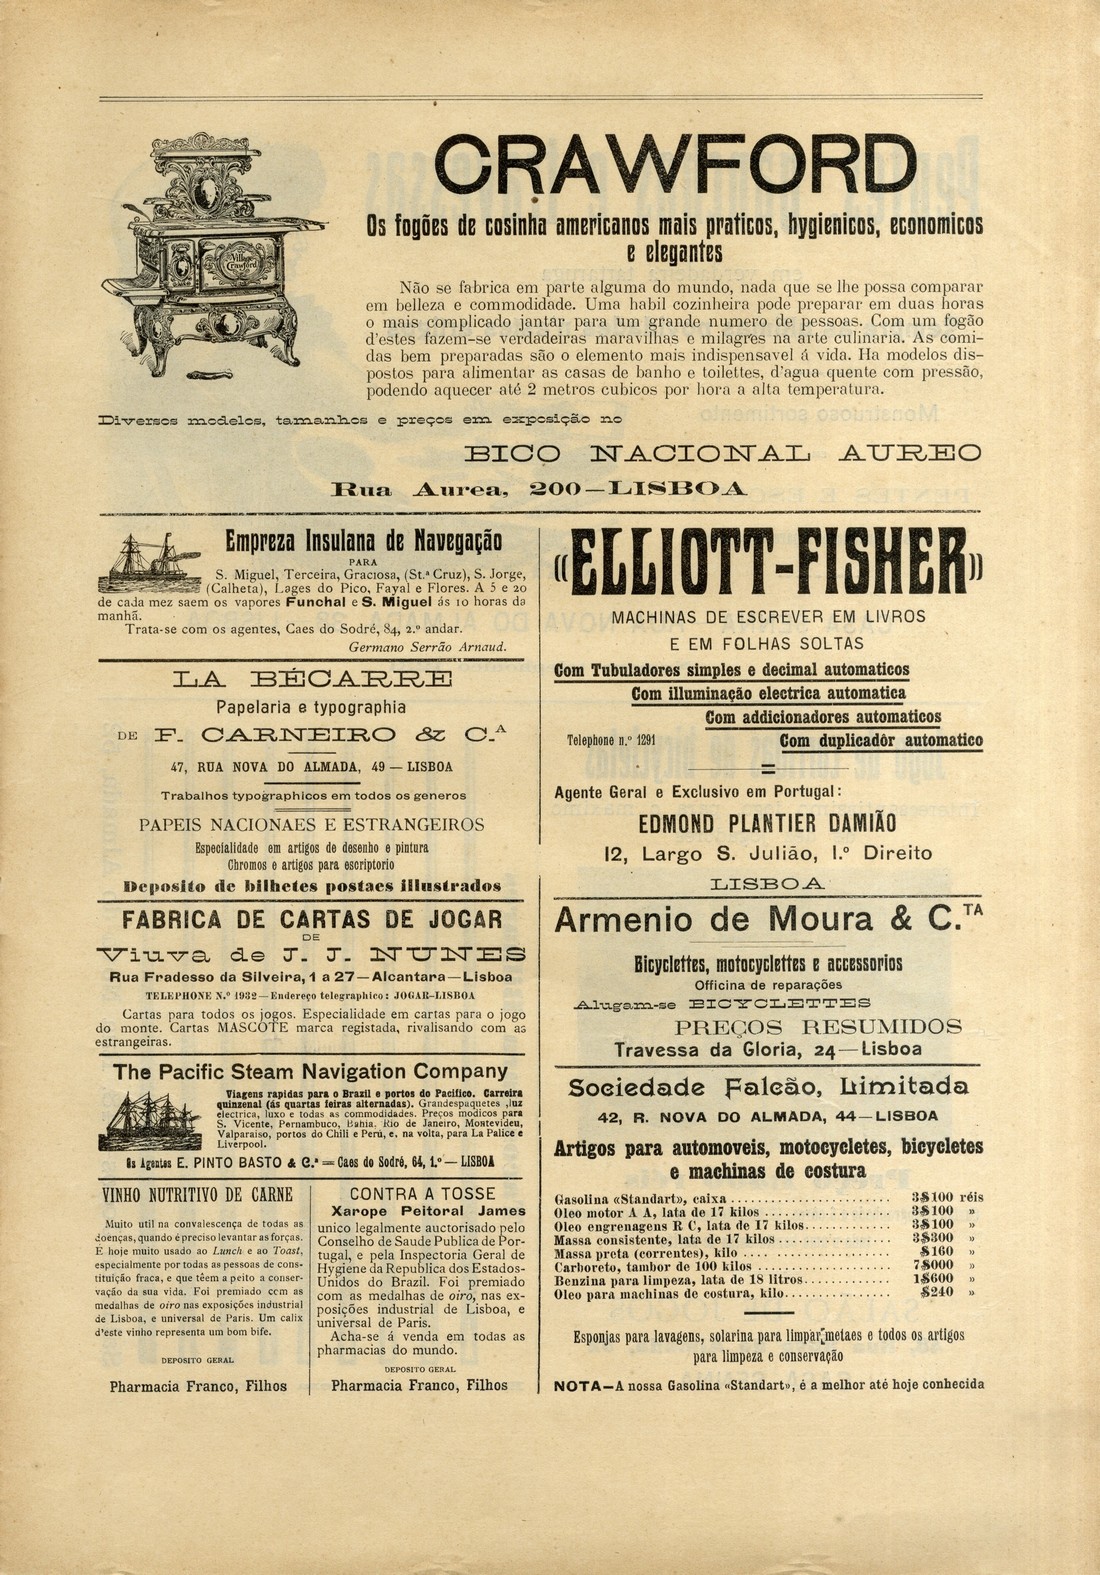 CRAWFORD
Os fogões de cosinha americanos mais praticos, hygienicos, economicos
e elegantes
Village
Crawford
Não se fabrica em parte alguma do mundo, nada que se lhe possa comparar
em belleza e commodidade. Uma habil cozinheira pode preparar em duas horas
o mais complicado jantar para um grande numero de pessoas. Com um fogão
d'estes fazem-se verdadeiras maravilhas e milagres na arte culinaria. As comi-
das bem preparadas são o elemento mais indispensavel á vida. Ha modelos dis-
postos para alimentar as casas de banho e toilettes, d'agua quente com pressão,
podendo aquecer até 2 metros cubicos por hora a alta temperatura.
Diversos modelos, tamanhos e preços em exposição no
BICO NACIONAL AUREO
Rua Aurea, 200—LISBOA
Empreza Insulana de Navegação
PARA
S. Miguel, Terceira, Graciosa, (St.ª Cruz), S. Jorge,
(Calheta), Lages do Pico, Fayal e Flores. A 5 e 20
de cada mez saem os vapores Funchal e S. Miguel ás 10 horas da
manhã.
Trata-se com os agentes, Caes do Sodré, 84, 2.º andar.
Germano Serrão Arnaud.
LA BÉCARRE
Papelaria e typographia
DE F. CARNEIRO & C.A
47, RUA NOVA DO ALMADA, 49 — LISBOA
Trabalhos typographicos em todos os generos
PAPEIS NACIONAES E ESTRANGEIROS
Especialidade em artigos de desenho e pintura
Chromos e artigos para escriptorio
Deposito de bilhetes postaes illustrados
FABRICA DE CARTAS DE JOGAR
DE
Viuva de J. J. NUNES
Rua Fradesso da Silveira, 1 a 27—Alcantara—Lisboa
TELEPHONE N.º 1932—Endereço telegraphico: JOGAR-LISBOA
Cartas para todos os jogos. Especialidade em cartas para o jogo
do monte. Cartas MASCOTE marca registada, rivalisando com as
estrangeiras.
The Pacific Steam Navigation Company
Viagens rapidas para o Brazil e portos do Pacifico. Carreira
quinzenal (ás quartas feiras alternadas). Grandespaquetes ,luz
electrica, luxo e todas as commodidades. Preços modicos para
S. Vicente, Pernambuco, Bahia, Rio de Janeiro, Montevideu,
Valparaiso, portos do Chili e Perú, e, na volta, para La Palice e
Liverpool.
Os Agentes E. PINTO BASTO & C.ª = Caes do Sodré, 64, 1.º — LISBOA
VINHO NUTRITIVO DE CARNE
Muito util na convalescença de todas as
doenças, quando é preciso levantar as forças.
É hoje muito usado ao Lunch e ao Toast,
especialmente por todas as pessoas de cons-
tituição fraca, e que têem a peito a conser-
vação da sua vida. Foi premiado com as
medalhas de oiro nas exposições industrial
de Lisboa, e universal de Paris. Um calix
d'este vinho representa um bom bife.
DEPOSITO GERAL
Pharmacia Franco, Filhos
CONTRA A TOSSE
Xarope Peitoral James
unico legalmente auctorisado pelo
Conselho de Saude Publica de Por-
tugal, e pela Inspectoria Geral de
Hygiene da Republica dos Estados-
Unidos do Brazil. Foi premiado
com as medalhas de oiro, nas ex-
posições industrial de Lisboa, e
universal de Paris.
Acha-se á venda em todas as
pharmacias do mundo.
DEPOSITO GERAL
Pharmacia Franco, Filhos
«ELLIOTT-FISHER»
MACHINAS DE ESCREVER EM LIVROS
E EM FOLHAS SOLTAS
Com Tubuladores simples e decimal automaticos
Com illuminação electrica automatica
Com addicionadores automaticos
Telephone n.º 1291 Com duplicadôr automatico
Agente Geral e Exclusivo em Portugal:
EDMOND PLANTIER DAMIÃO
12, Largo S. Julião, 1.º Direito
LISBOA
Armenio de Moura & C.TA
Bicyclettes, motocyclettes e accessorios
Officina de reparações
Alugam-se BICYCLETTES
PREÇOS RESUMIDOS
Travessa da Gloria, 24—Lisboa
Sociedade Falcão, Limitada
42, R. NOVA DO ALMADA, 44—LISBOA
Artigos para automoveis, motocycletes, bicycletes
e machinas de costura
Gasolina «Standart», caixa ........................ 3$100 réis
Oleo motor A A, lata de 17 kilos ................... 3$100 »
Oleo engrenagens R C, lata de 17 kilos............. 3$100 »
Massa consistente, lata de 17 kilos ................. 3$300 »
Massa preta (correntes), kilo ....................... $160 »
Carboreto, tambor de 100 kilos ..................... 7$000 »
Benzina para limpeza, lata de 18 litros............. 1$600 »
Oleo para machinas de costura, kilo................. $240 »
Esponjas para lavagens, solarina para limpar metaes e todos os artigos
para limpeza e conservação
NOTA—A nossa Gasolina «Standart», é a melhor até hoje conhecida